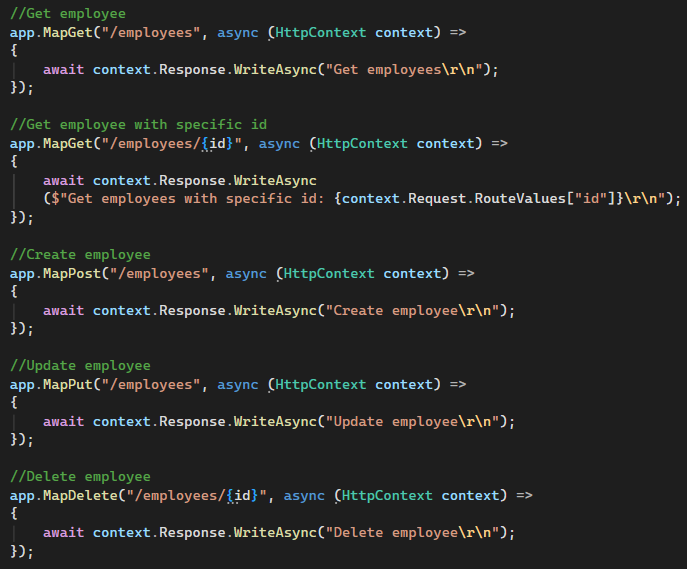 //Get employee
app.MapGet("/employees", async (HttpContext context) =>
{
    await context.Response.WriteAsync("Get employees\r\n");
});

//Get employee with specific id
app.MapGet("/employees/{id}", async (HttpContext context) =>
{
    await context.Response.WriteAsync
    ($"Get employees with specific id: {context.Request.RouteValues["id"]}\r\n");
});

//Create employee
app.MapPost("/employees", async (HttpContext context) =>
{
    await context.Response.WriteAsync("Create employee\r\n");
});

//Update employee
app.MapPut("/employees", async (HttpContext context) =>
{
    await context.Response.WriteAsync("Update employee\r\n");
});

//Delete employee
app.MapDelete("/employees/{id}", async (HttpContext context) =>
{
    await context.Response.WriteAsync("Delete employee\r\n");
});